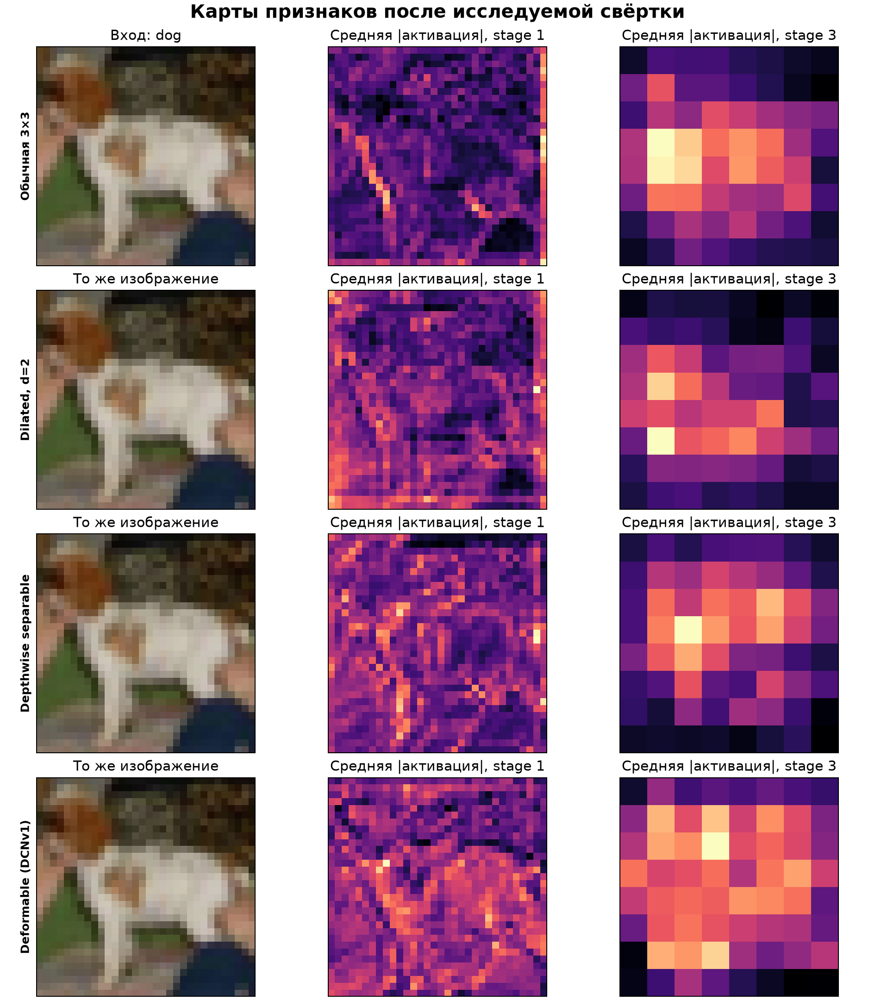 Карты признаков после исследуемой свёртки
Вход: dog
Средняя |активация|, stage 1
Средняя |активация|, stage 3
Обычная 3×3
То же изображение
Средняя |активация|, stage 1
Средняя |активация|, stage 3
Dilated, d=2
То же изображение
Средняя |активация|, stage 1
Средняя |активация|, stage 3
Depthwise separable
То же изображение
Средняя |активация|, stage 1
Средняя |активация|, stage 3
Deformable (DCNv1)